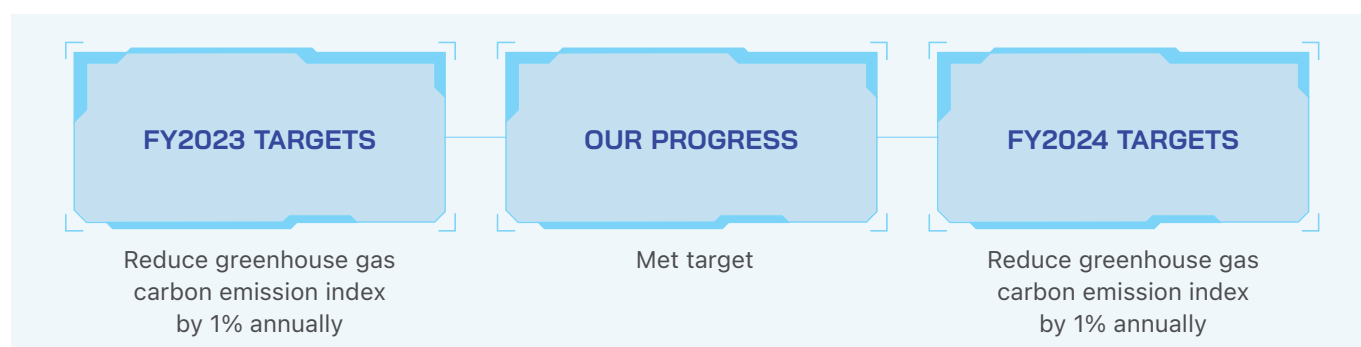 FY2023 TARGETS
Reduce greenhouse gas
carbon emission index
by 1% annually
OUR PROGRESS
Met target
FY2024 TARGETS
Reduce greenhouse gas
carbon emission index
by 1% annually